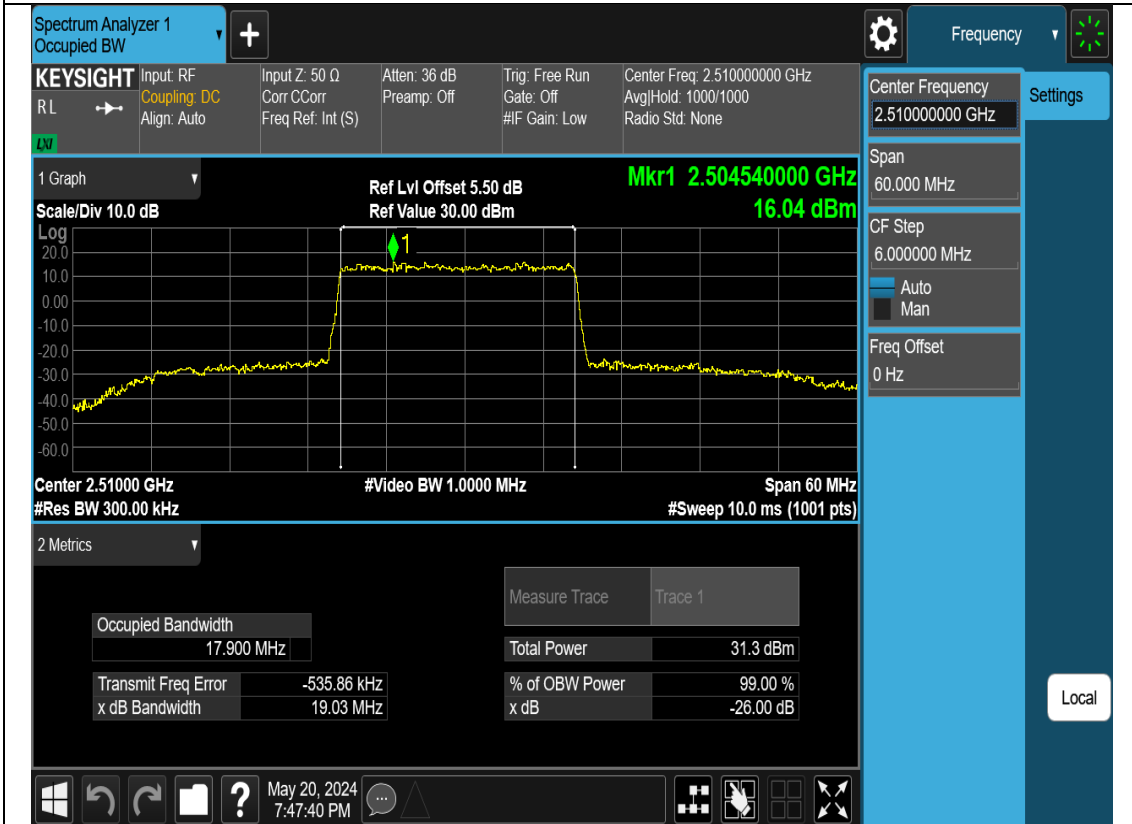 Spectrum Analyzer 1
Occupied BW
Frequency
KEYSIGHT
R L
LXI
Input: RF
Coupling: DC
Align: Auto
Input Z: 50 Ω
Corr CCorr
Freq Ref: Int (S)
Atten: 36 dB
Preamp: Off
Trig: Free Run
Gate: Off
#IF Gain: Low
Center Freq: 2.510000000 GHz
Avg|Hold: 1000/1000
Radio Std: None
Center Frequency
2.510000000 GHz
Settings
Span
60.000 MHz
CF Step
6.000000 MHz
Auto
Man
Freq Offset
0 Hz
Local
1 Graph
Scale/Div 10.0 dB
Ref Lvl Offset 5.50 dB
Ref Value 30.00 dBm
Mkr1 2.504540000 GHz
16.04 dBm
Log
1
20.0
10.0
0.00
-10.0
-20.0
-30.0
-40.0
-50.0
-60.0
Center 2.51000 GHz
#Video BW 1.0000 MHz
Span 60 MHz
#Res BW 300.00 kHz
#Sweep 10.0 ms (1001 pts)
2 Metrics
Measure Trace Trace 1
Occupied Bandwidth
17.900 MHz
Total Power 31.3 dBm
Transmit Freq Error -535.86 kHz
% of OBW Power 99.00 %
x dB Bandwidth 19.03 MHz
x dB -26.00 dB
?
May 20, 2024
7:47:40 PM